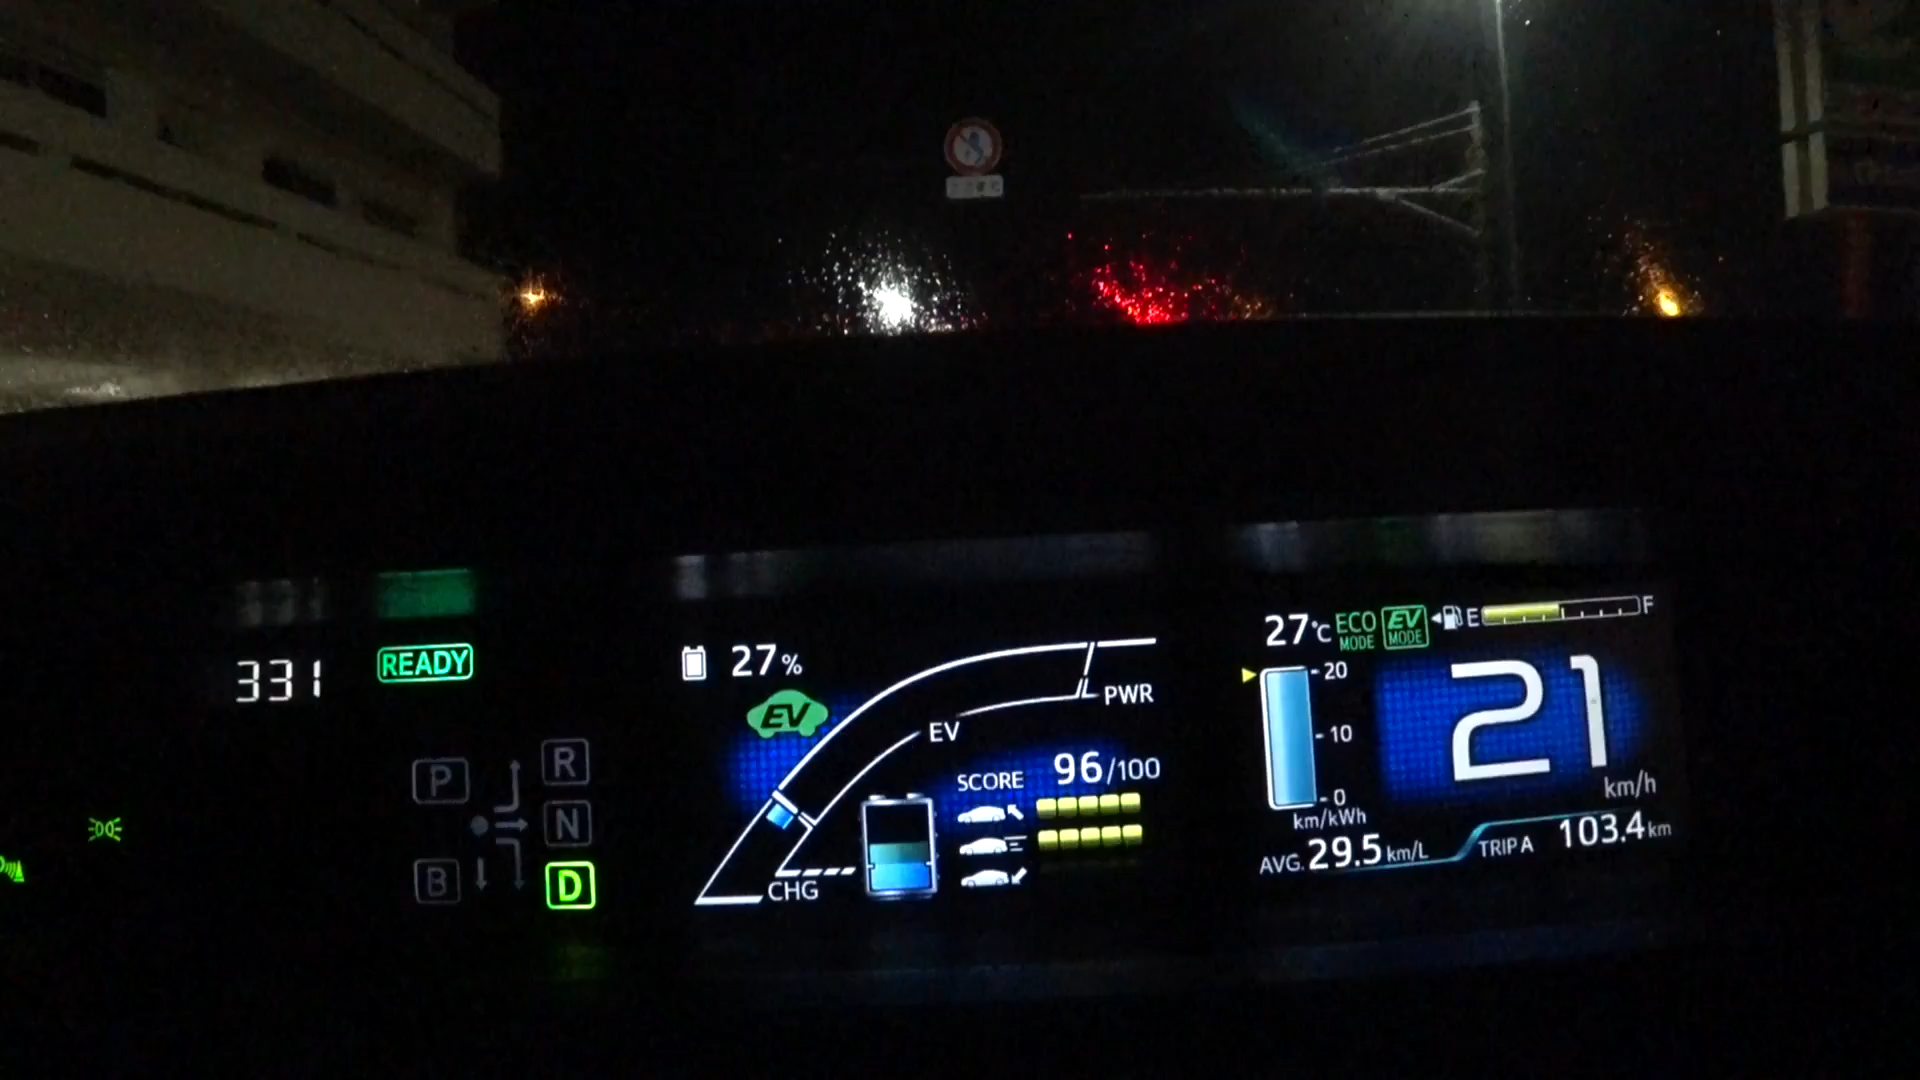 331
READY
P
R
N
B
D
27%
EV
EV
PWR
CHG
SCORE 96/100
27°C
ECO MODE
EV MODE
E
F
20
10
0
km/kWh
21
km/h
AVG. 29.5 km/L
TRIP A 103.4 km